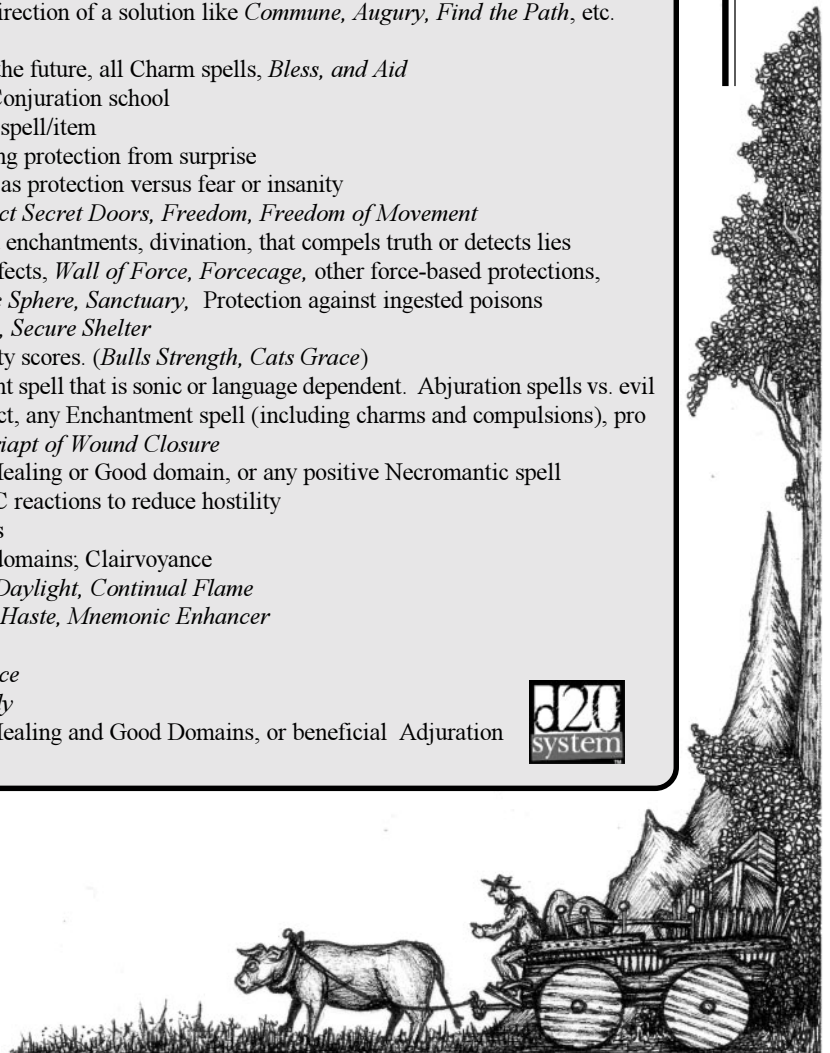 irection of a solution like Commune, Augury, Find the Path, etc.
the future, all Charm spells, Bless, and Aid
Conjuration school
spell/item
ng protection from surprise
as protection versus fear or insanity
ct Secret Doors, Freedom, Freedom of Movement
enchantments, divination, that compels truth or detects lies
fects, Wall of Force, Forcecage, other force-based protections,
e Sphere, Sanctuary, Protection against ingested poisons
, Secure Shelter
ty scores. (Bulls Strength, Cats Grace)
nt spell that is sonic or language dependent. Abjuration spells vs. evil
ct, any Enchantment spell (including charms and compulsions), pro
riapt of Wound Closure
Healing or Good domain, or any positive Necromantic spell
C reactions to reduce hostility
s
domains; Clairvoyance
Daylight, Continual Flame
Haste, Mnemonic Enhancer
ce
ly
Healing and Good Domains, or beneficial Adjuration
d20
system
TM